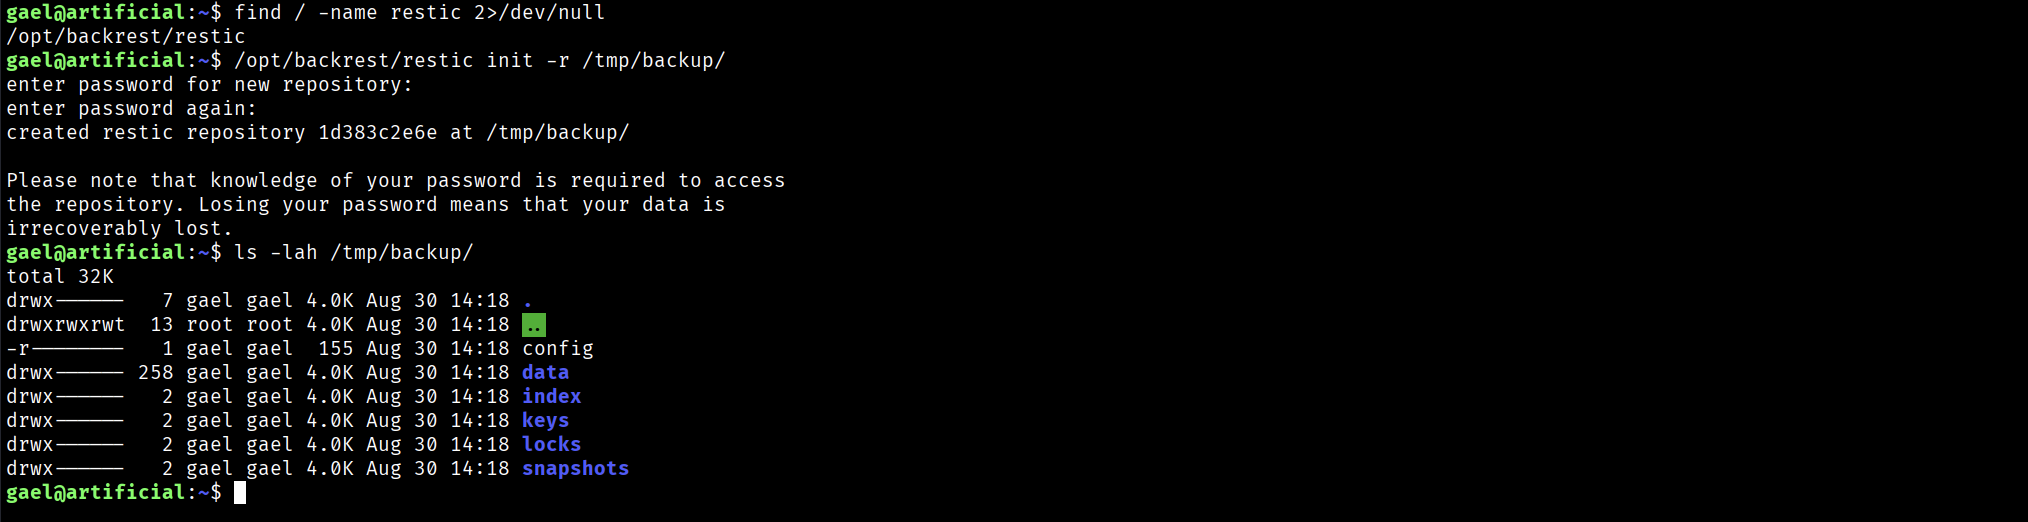 gael@artificial:~$ find / -name restic 2>/dev/null
/opt/backrest/restic
gael@artificial:~$ /opt/backrest/restic init -r /tmp/backup/
enter password for new repository:
enter password again:
created restic repository 1d383c2e6e at /tmp/backup/

Please note that knowledge of your password is required to access
the repository. Losing your password means that your data is
irrecoverably lost.
gael@artificial:~$ ls -lah /tmp/backup/
total 32K
drwx------   7 gael gael 4.0K Aug 30 14:18 .
drwxrwxrwt  13 root root 4.0K Aug 30 14:18 ..
-r--------   1 gael gael  155 Aug 30 14:18 config
drwx------ 258 gael gael 4.0K Aug 30 14:18 data
drwx------   2 gael gael 4.0K Aug 30 14:18 index
drwx------   2 gael gael 4.0K Aug 30 14:18 keys
drwx------   2 gael gael 4.0K Aug 30 14:18 locks
drwx------   2 gael gael 4.0K Aug 30 14:18 snapshots
gael@artificial:~$